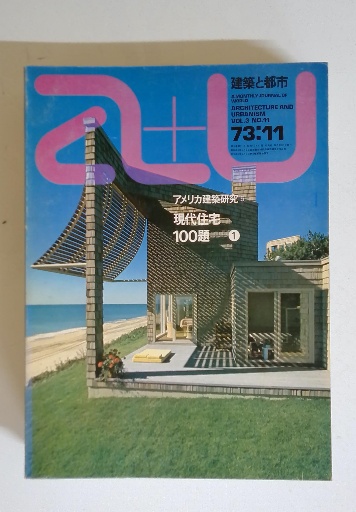 a+u
建築と都市
A MONTHLY JOURNAL OF
WORLD
ARCHITECTURE AND
URBANISM
VOL.3 NO.11
73:11
アメリカ建築研究
現代住宅
100題 1